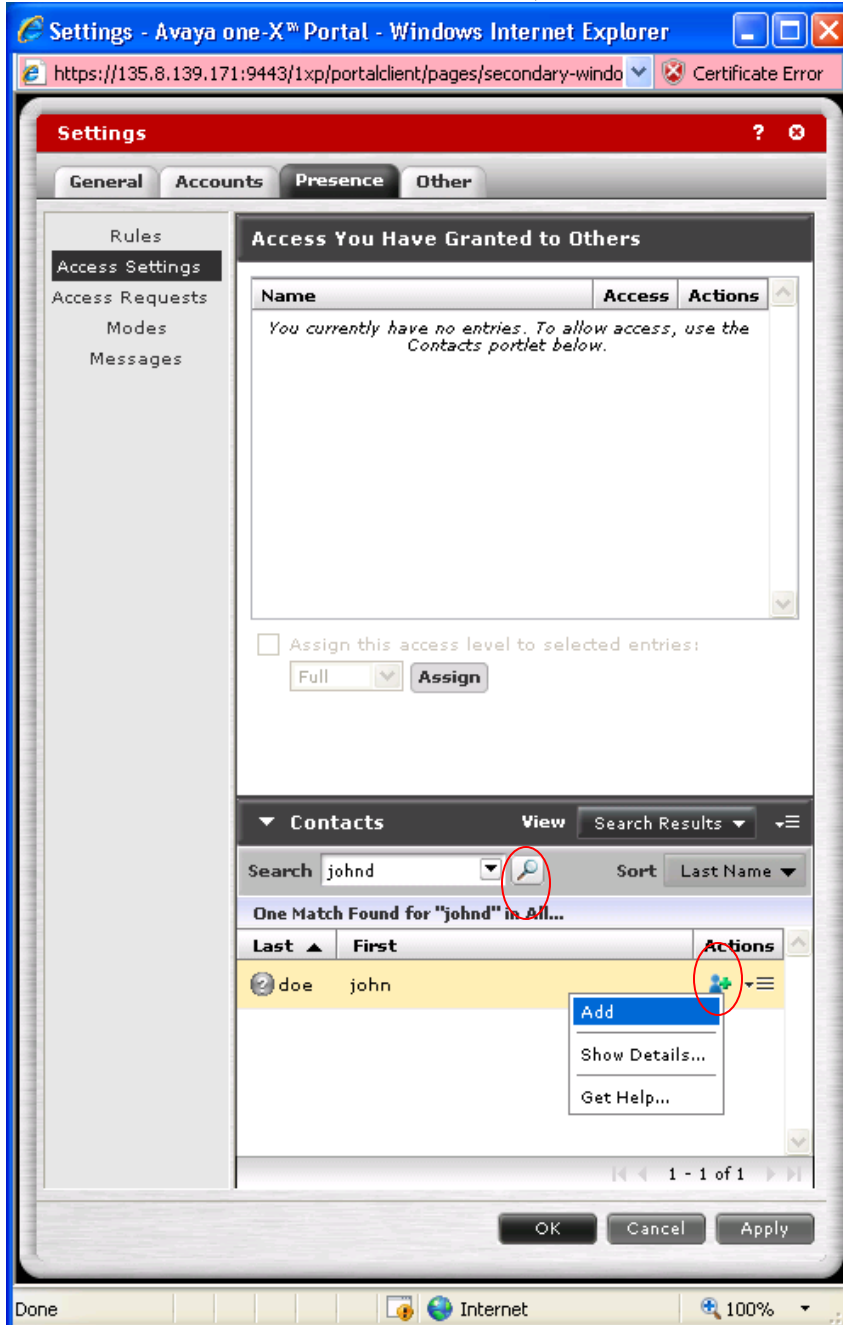 Settings - Avaya one-X™ Portal - Windows Internet Explorer
https://135.8.139.171:9443/1xp/portalclient/pages/secondary-windo
Certificate Error
Settings ?
General Accounts Presence Other
Rules
Access Settings
Access Requests
Modes
Messages
Access You Have Granted to Others
Name Access Actions
You currently have no entries. To allow access, use the
Contacts portlet below.
Assign this access level to selected entries:
Full Assign
Contacts View Search Results
Search johnd Sort Last Name
One Match Found for "johnd" in All...
Last First Actions
doe john
Add
Show Details...
Get Help...
1 - 1 of 1
OK Cancel Apply
Done Internet 100%